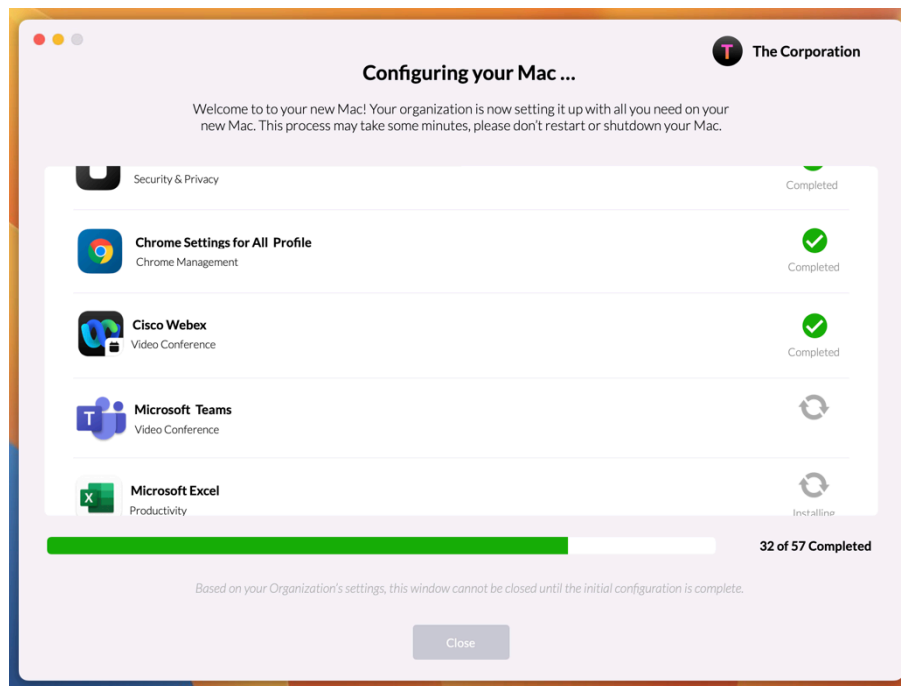 T The Corporation
Configuring your Mac ...
Welcome to to your new Mac! Your organization is now setting it up with all you need on your
new Mac. This process may take some minutes, please don't restart or shutdown your Mac.
Security & Privacy
Completed
Chrome Settings for All Profile
Chrome Management
Completed
Cisco Webex
Video Conference
Completed
T
Microsoft Teams
Video Conference
X
Microsoft Excel
Productivity
Installing
32 of 57 Completed
Based on your Organization's settings, this window cannot be closed until the initial configuration is complete.
Close